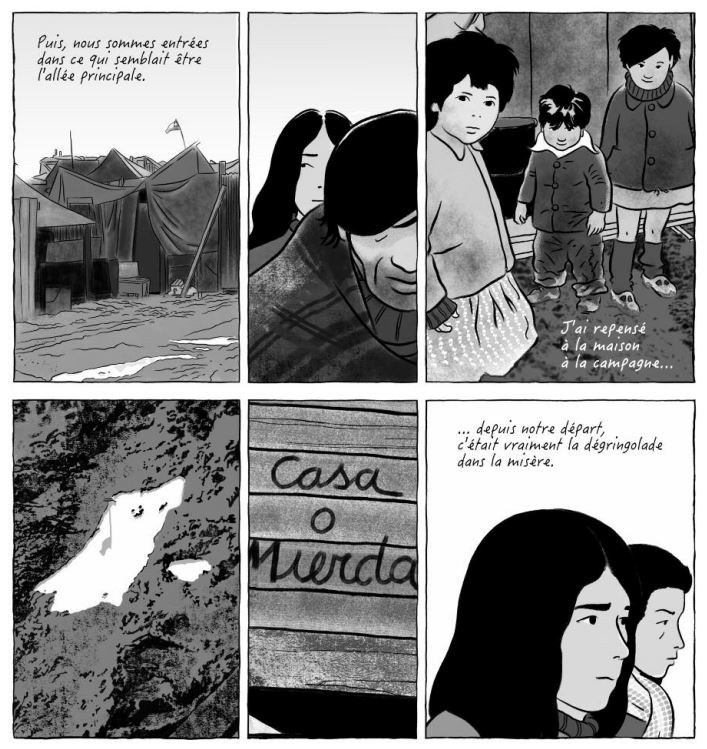 Puis, nous sommes entrées
dans ce qui semblait être
l'allée principale.
J'ai repensé
à la maison
à la campagne...
Casa
o
Mierda
... depuis notre départ,
c'était vraiment la dégringolade
dans la misère.